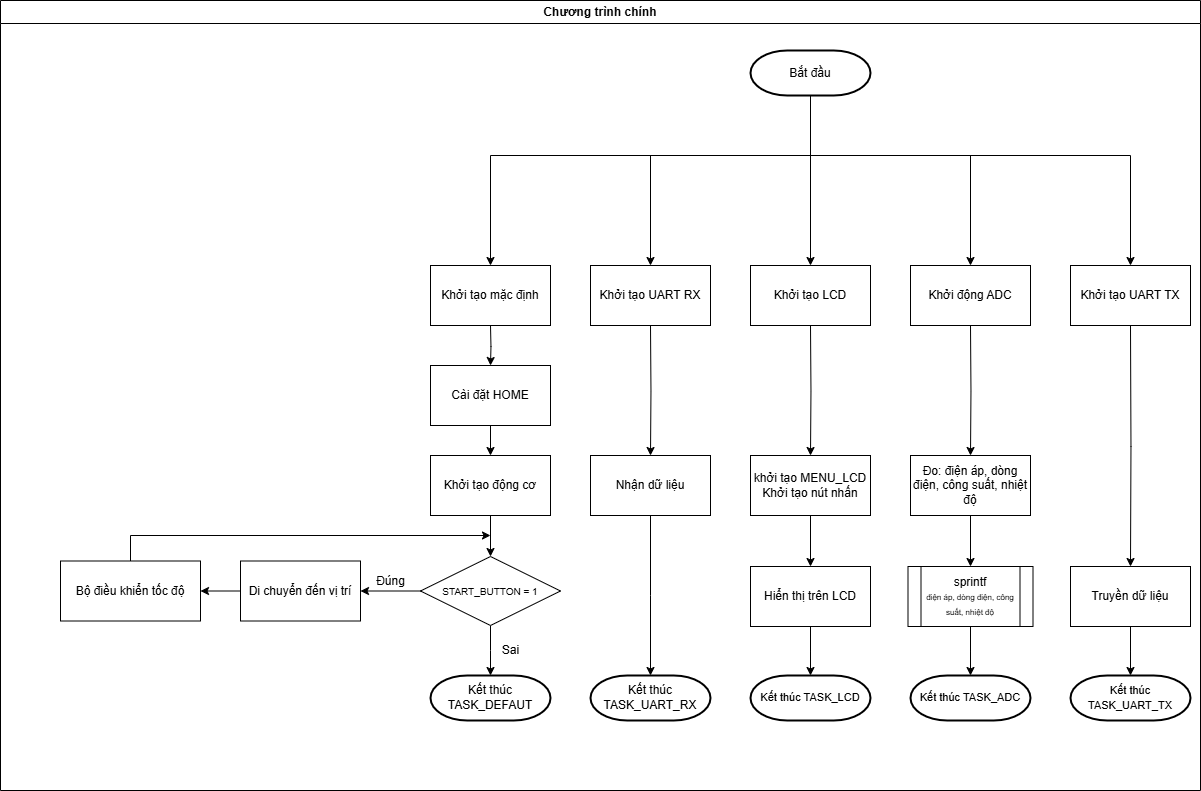 Chương trình chính
Bắt đầu
Khởi tạo mặc định
Khởi tạo UART RX
Khởi tạo LCD
Khởi động ADC
Khởi tạo UART TX
Cài đặt HOME
Khởi tạo động cơ
Nhận dữ liệu
khởi tạo MENU_LCD
Khởi tạo nút nhấn
Đo: điện áp, dòng
điện, công suất, nhiệt
độ
Bộ điều khiển tốc độ
Di chuyển đến vị trí
Đúng
START_BUTTON = 1
Hiển thị trên LCD
sprintf
điện áp, dòng điện, công
suất, nhiệt độ
Truyền dữ liệu
Sai
Kết thúc
TASK_DEFAUT
Kết thúc
TASK_UART_RX
Kết thúc TASK_LCD
Kết thúc TASK_ADC
Kết thúc
TASK_UART_TX